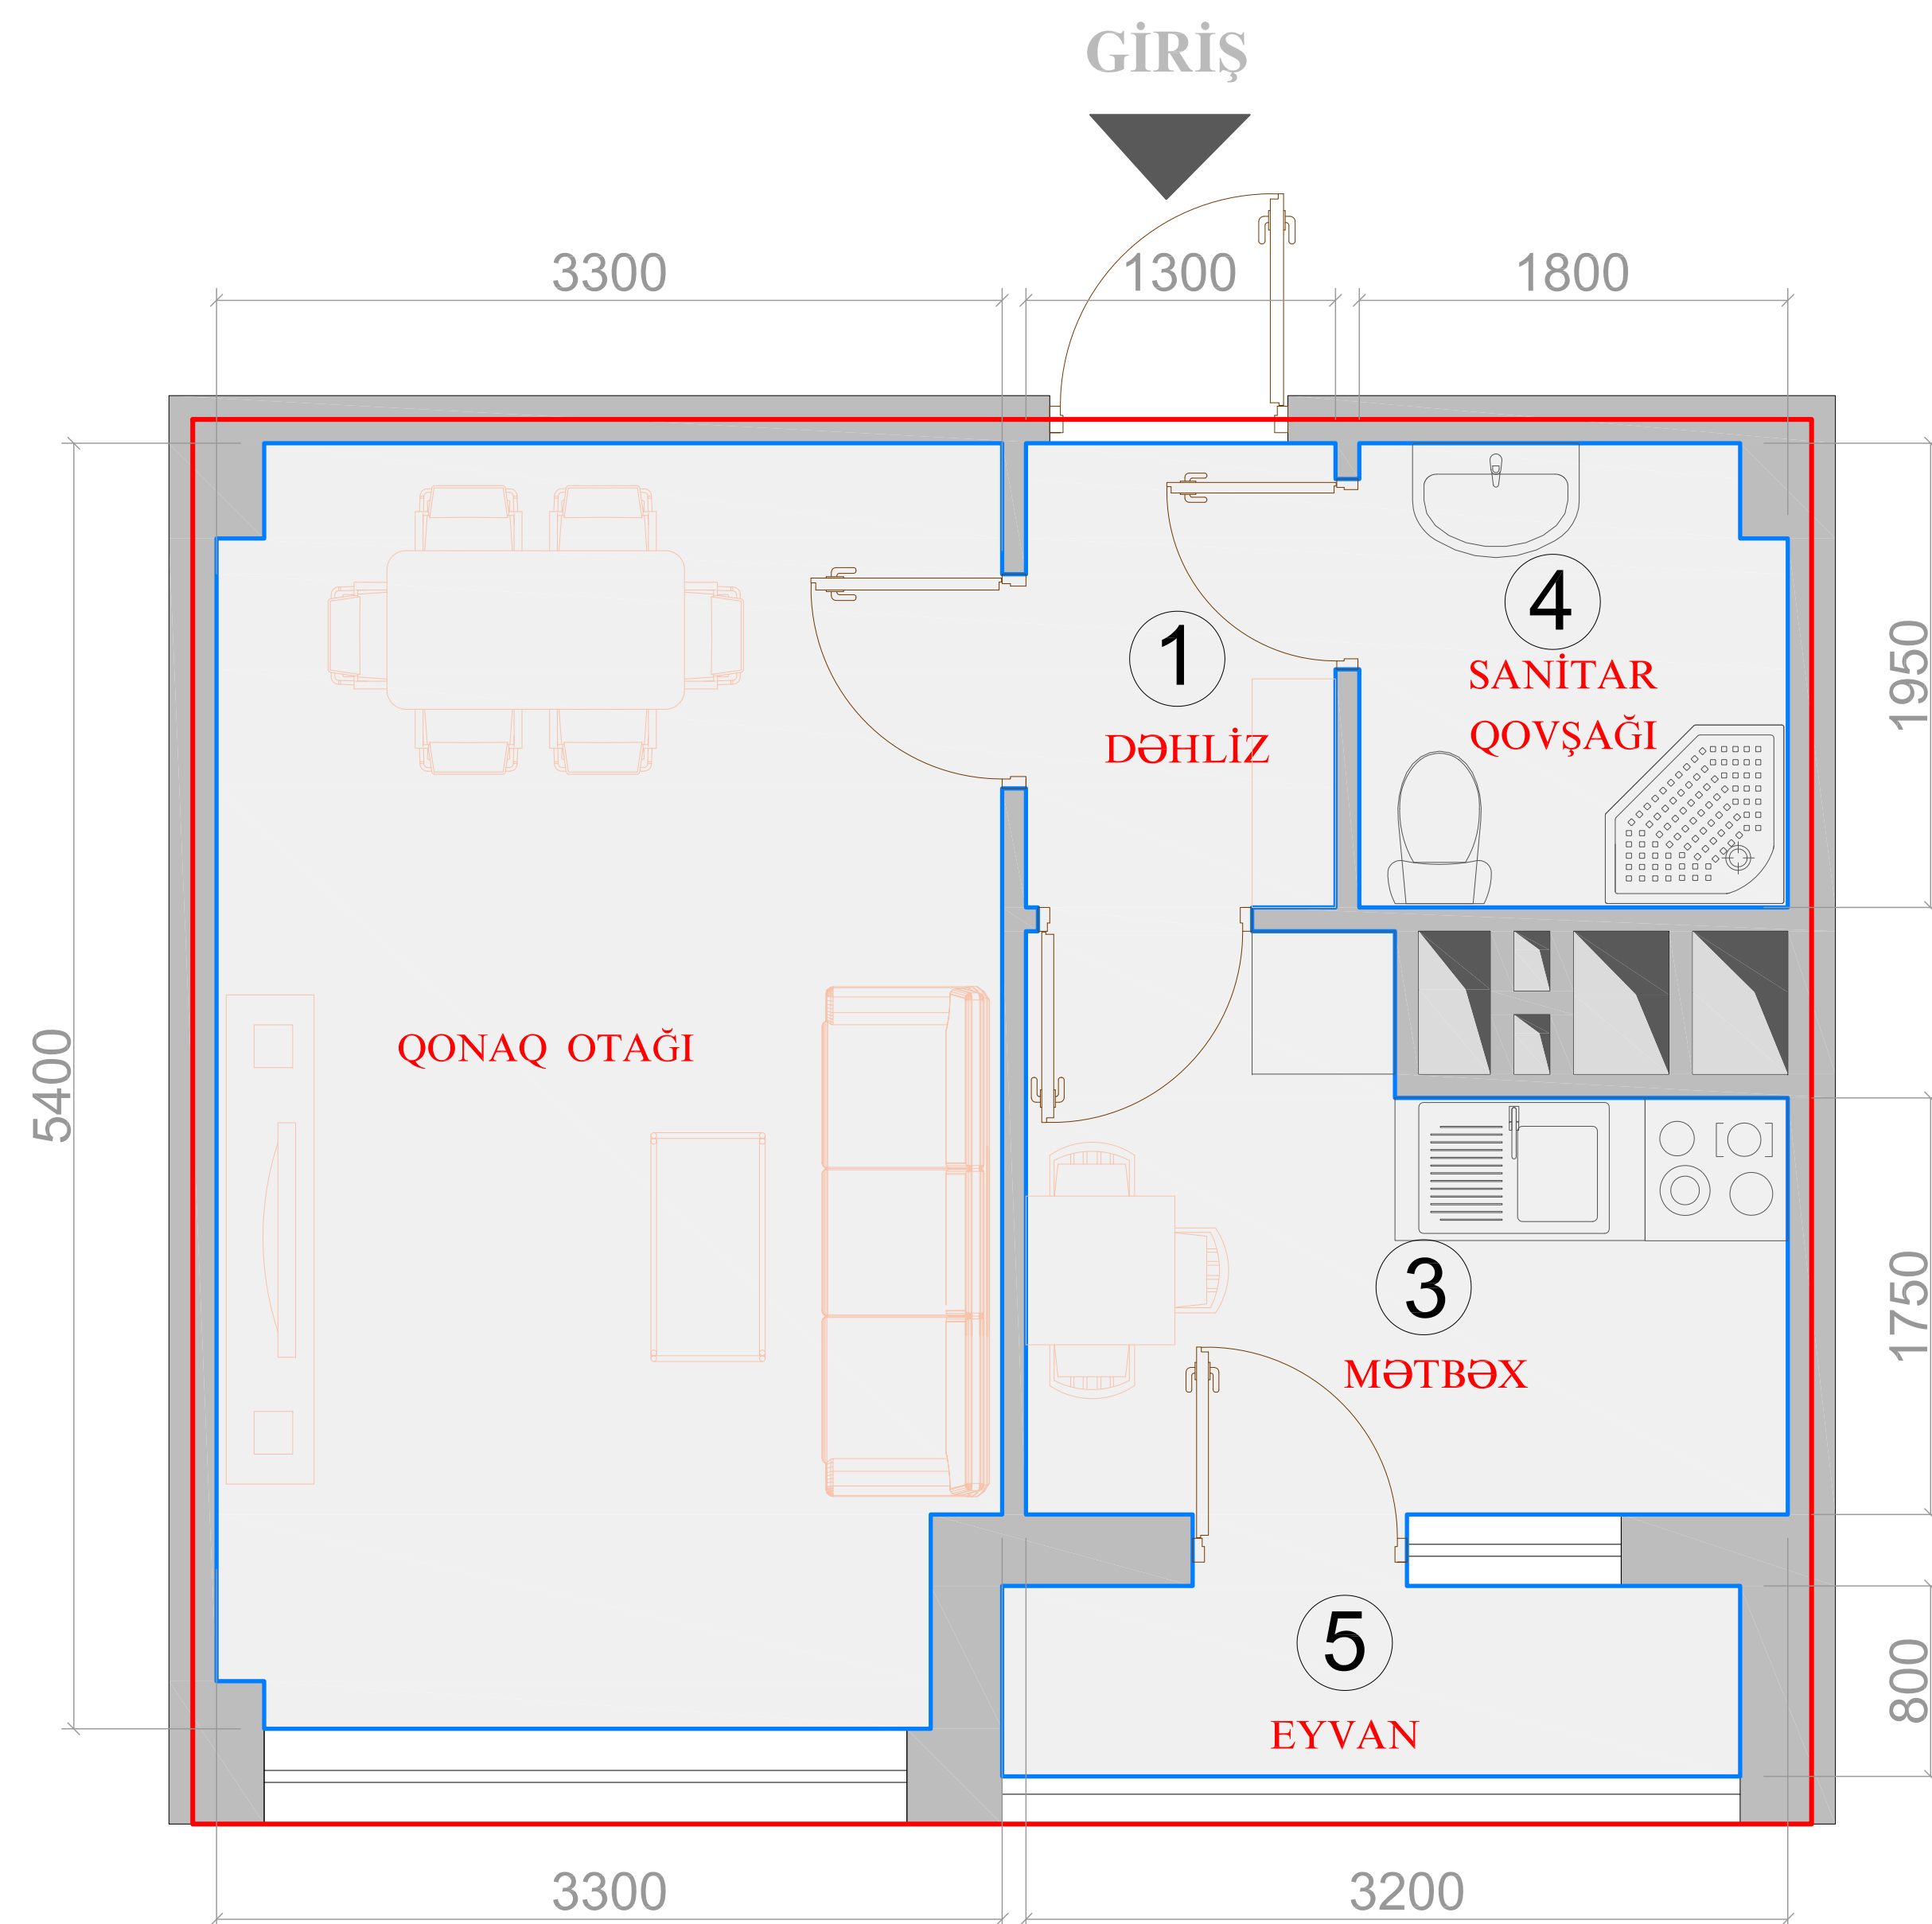 GİRİŞ
3300
1300
1800
4
1
SANİTAR
QOVŞAĞI
DƏHLİZ
1950
QONAQ OTAĞI
5400
3
1750
MƏTBƏX
5
800
EYVAN
3300
3200